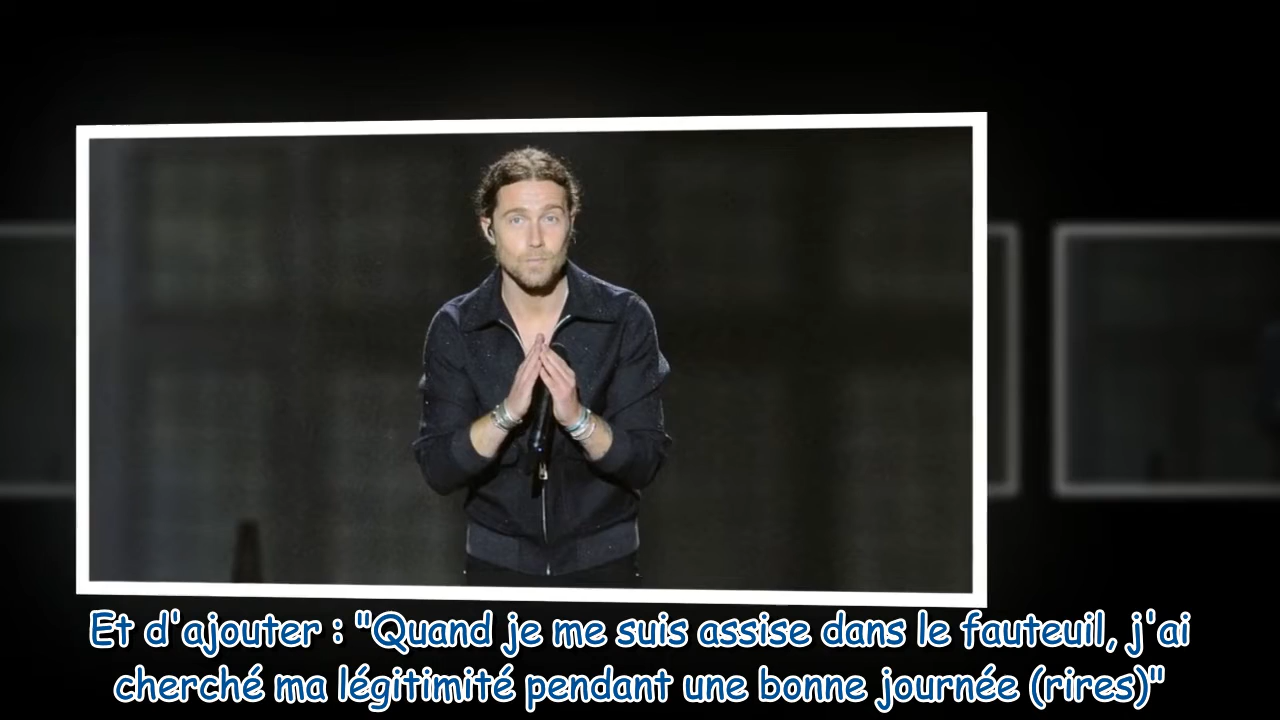 Et d'ajouter : "Quand je me suis assise dans le fauteuil, j'ai
cherché ma légitimité pendant une bonne journée (rires)"